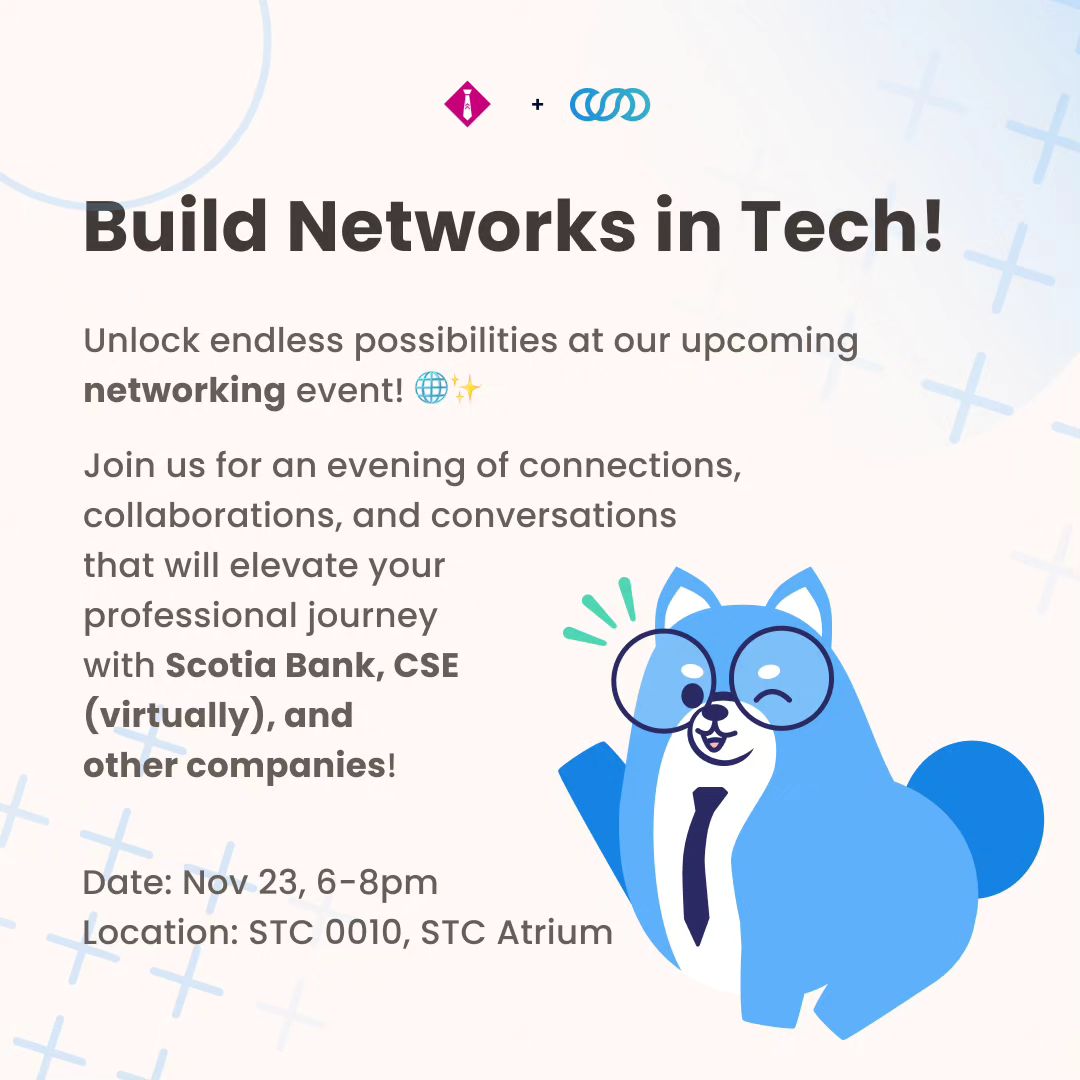 +
Build Networks in Tech!
Unlock endless possibilities at our upcoming
networking event! 🌐✨
Join us for an evening of connections,
collaborations, and conversations
that will elevate your
professional journey
with Scotia Bank, CSE
(virtually), and
other companies!
Date: Nov 23, 6-8pm
Location: STC 0010, STC Atrium